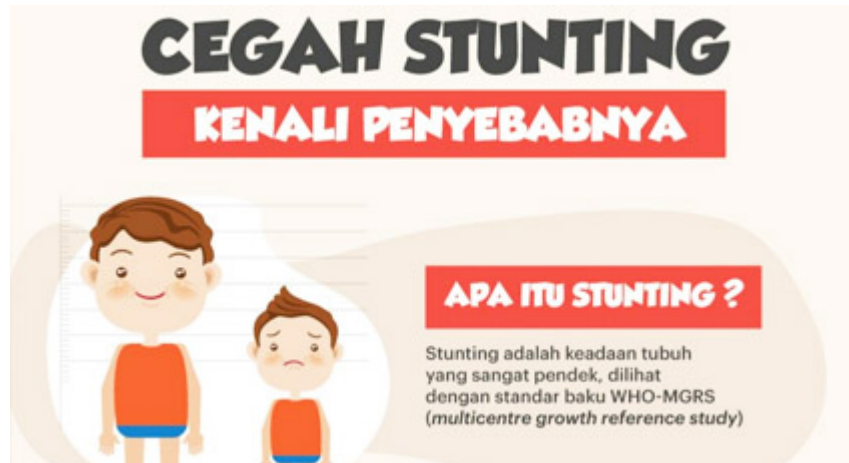 CEGAH STUNTING
KENALI PENYEBABNYA
APA ITU STUNTING ?
Stunting adalah keadaan tubuh
yang sangat pendek, dilihat
dengan standar baku WHO-MGRS
(multicentre growth reference study)